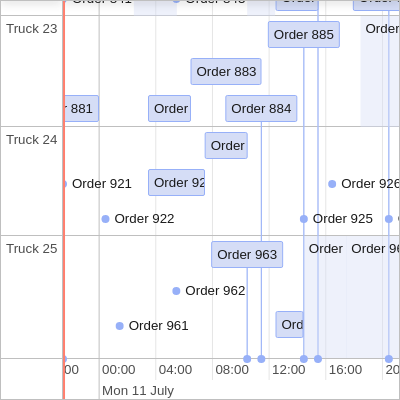 Truck 23
Order 885
Order
Order 883
881
Order
Order 884
Truck 24
Order
Order 921
Order 92
Order 926
Order 922
Order 925
Truck 25
Order 963
Order
Order 96
Order 962
Order 961
Ord
00
00:00
04:00
08:00
12:00
16:00
20
Mon 11 July